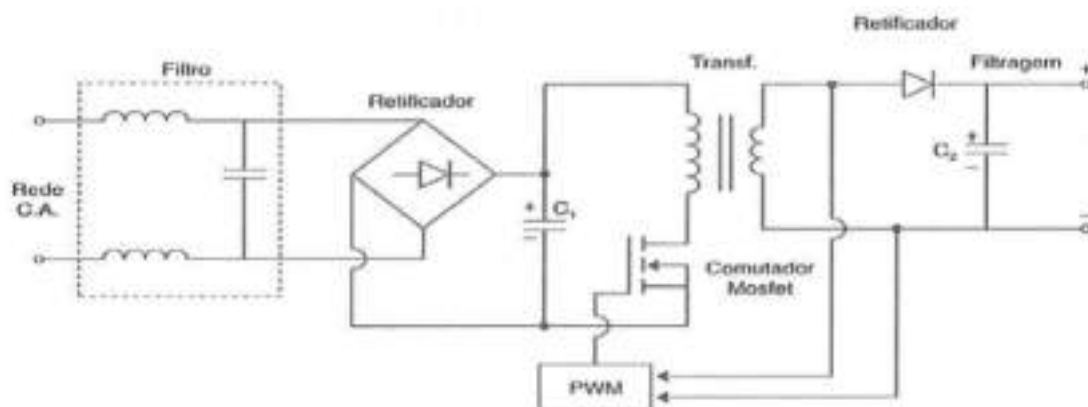 Retificador
Filtro
Transf.
Filtragem
+
Retificador
+
C₂
−
Rede
C.A.
+
C₁
−
−
Comutador
Mosfet
PWM